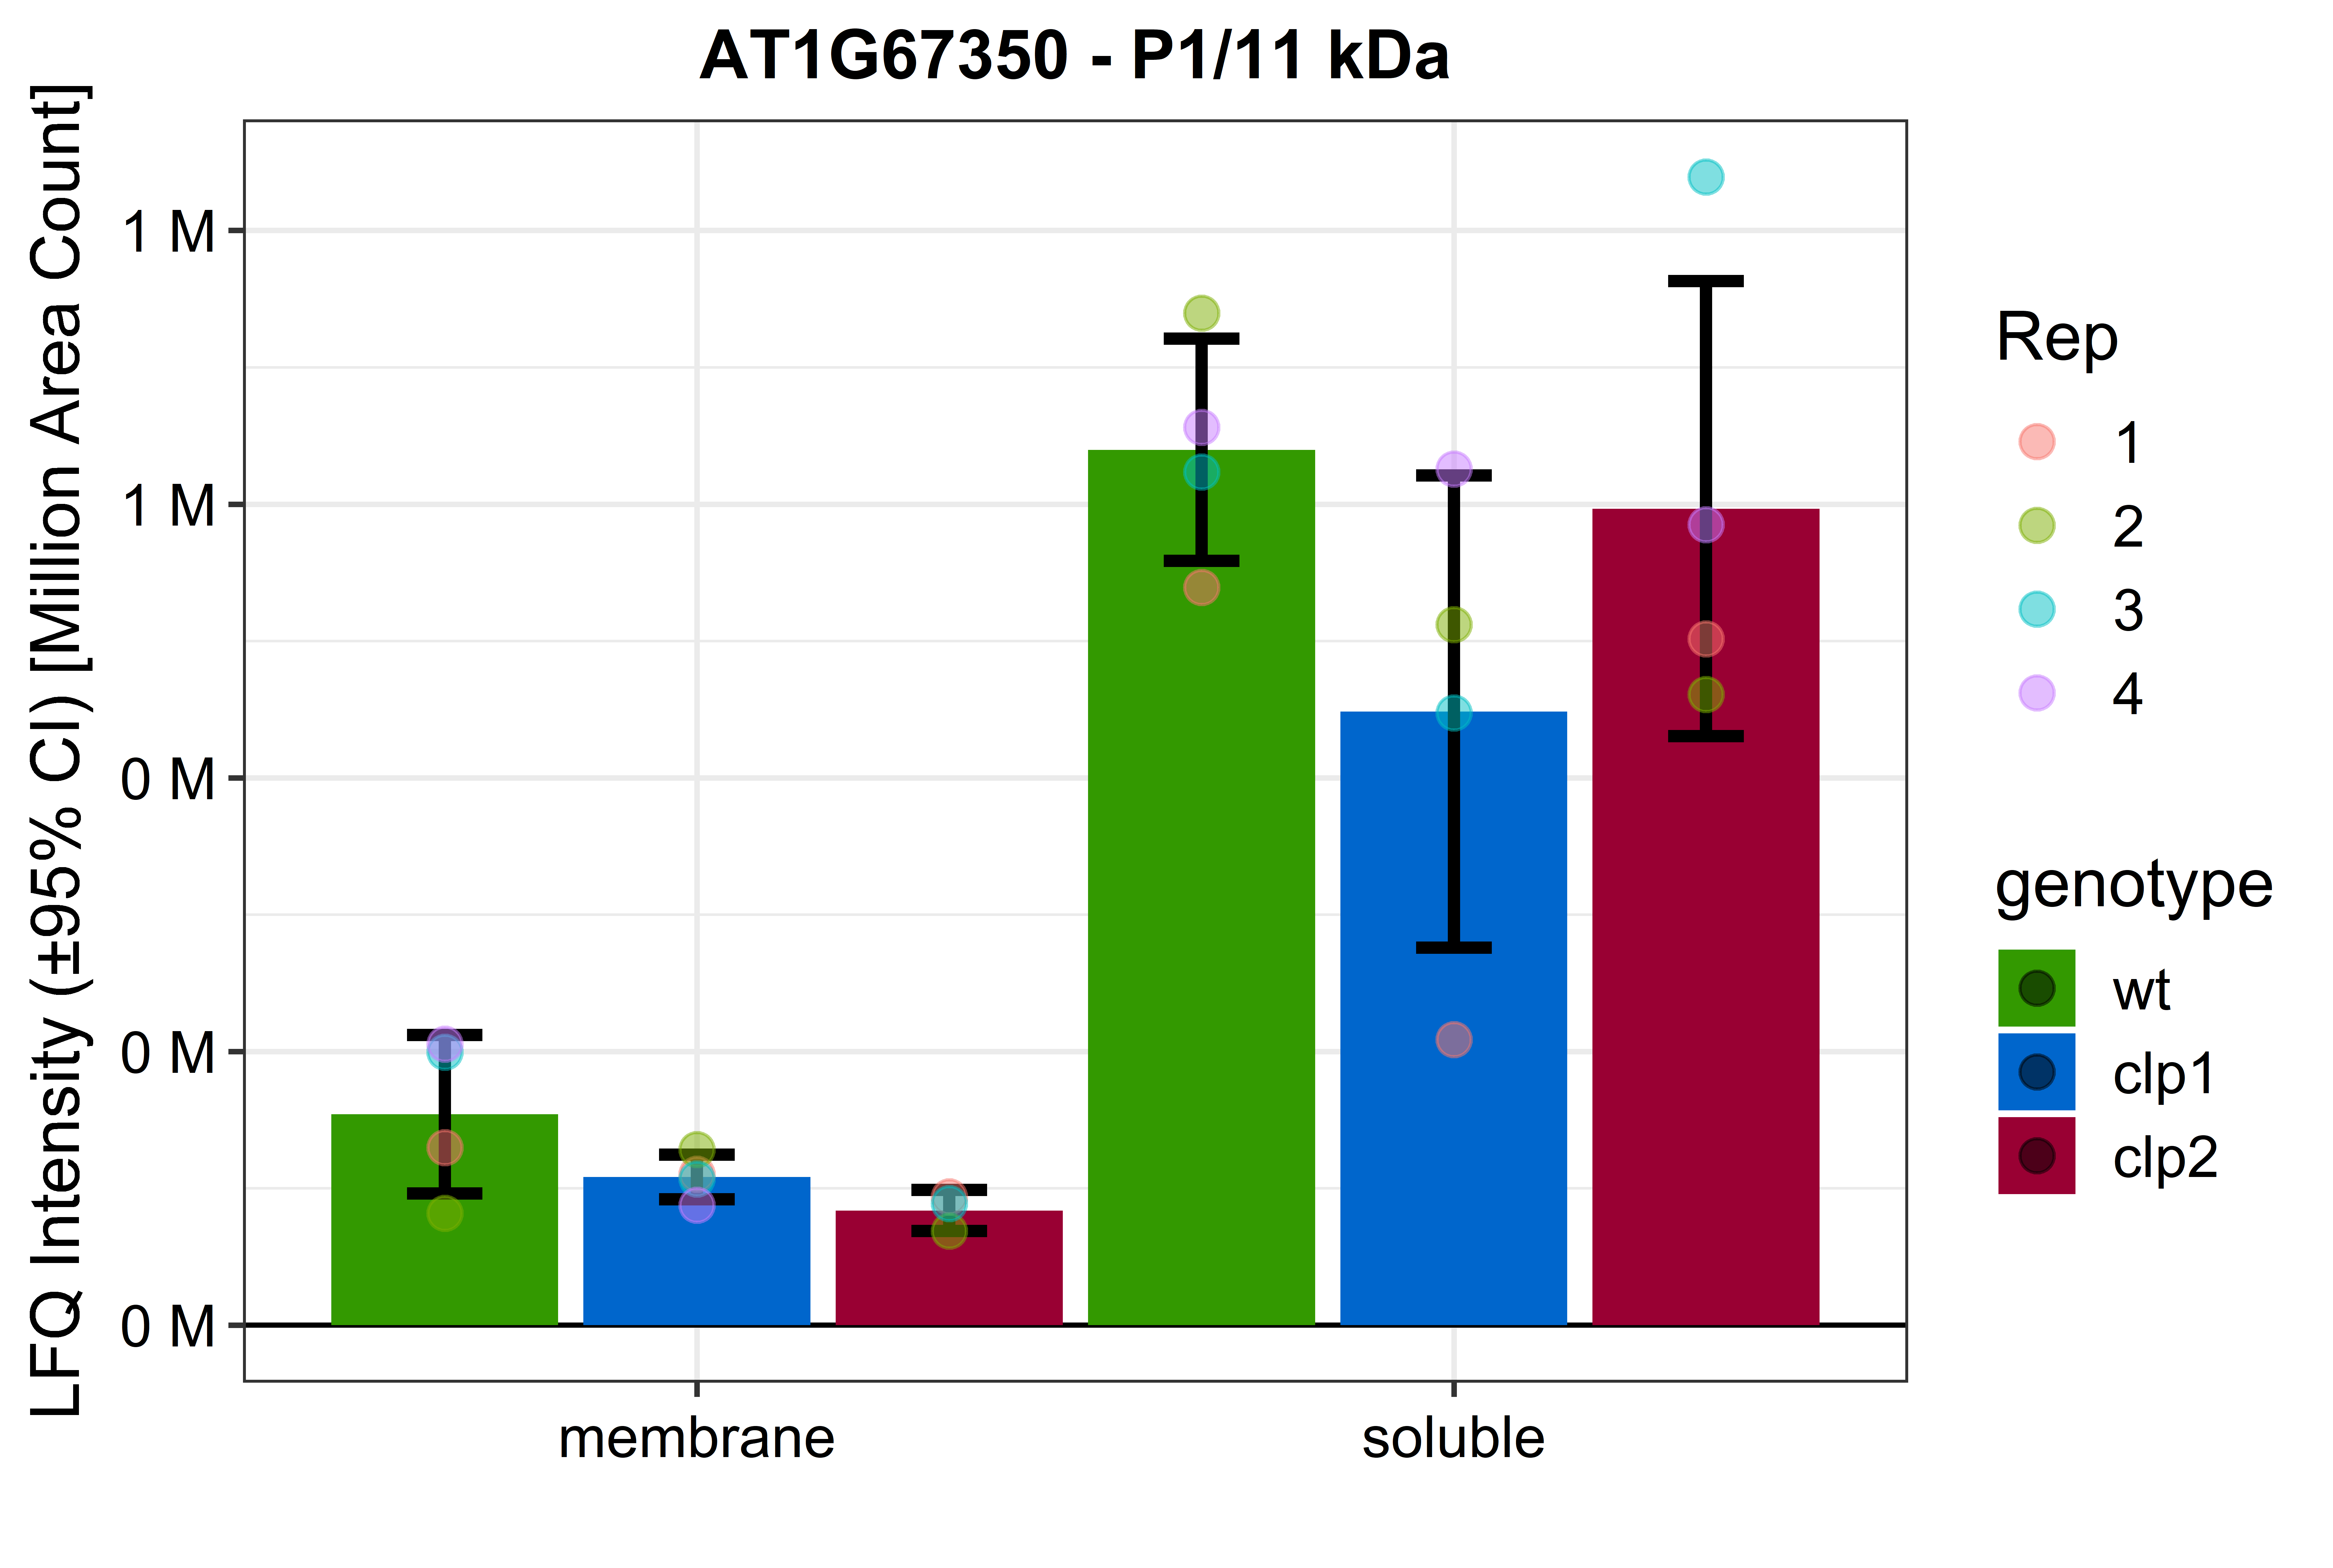 AT1G67350 - P1/11 kDa
LFQ Intensity (±95% CI) [Million Area Count]
1 M
1 M
0 M
0 M
0 M
membrane
soluble
Rep
1
2
3
4
genotype
wt
clp1
clp2